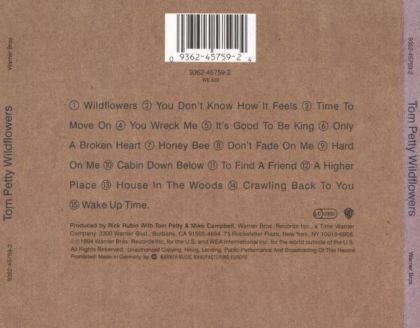 0 9362-45759-2 4
9362-45759-2
WE 833
① Wildflowers ② You Don't Know How It Feels ③ Time To
Move On ④ You Wreck Me ⑤ It's Good To Be King ⑥ Only
A Broken Heart ⑦ Honey Bee ⑧ Don't Fade On Me ⑨ Hard
On Me ⑩ Cabin Down Below ⑪ To Find A Friend ⑫ A Higher
Place ⑬ House In The Woods ⑭ Crawling Back To You
⑮ Wake Up Time.
LC 0392
Produced by Rick Rubin With Tom Petty & Mike Campbell. Warner Bros. Records Inc., a Time Warner
Company. 3300 Warner Blvd., Burbank, CA 91505-4694. 75 Rockefeller Plaza, New York, NY 10019-6908.
©℗1994 Warner Bros. Records Inc. for the U.S. and WEA International Inc. for the world outside of the U.S.
All Rights Reserved. Unauthorised Copying, Hiring, Lending, Public Performance And Broadcasting Of This Record
Prohibited! Made in Germany by WARNER MUSIC MANUFACTURING EUROPE
Warner Bros.
Tom Petty Wildflowers
9362-45759-2
9362-45759-2
Tom Petty Wildflowers
Warner Bros.